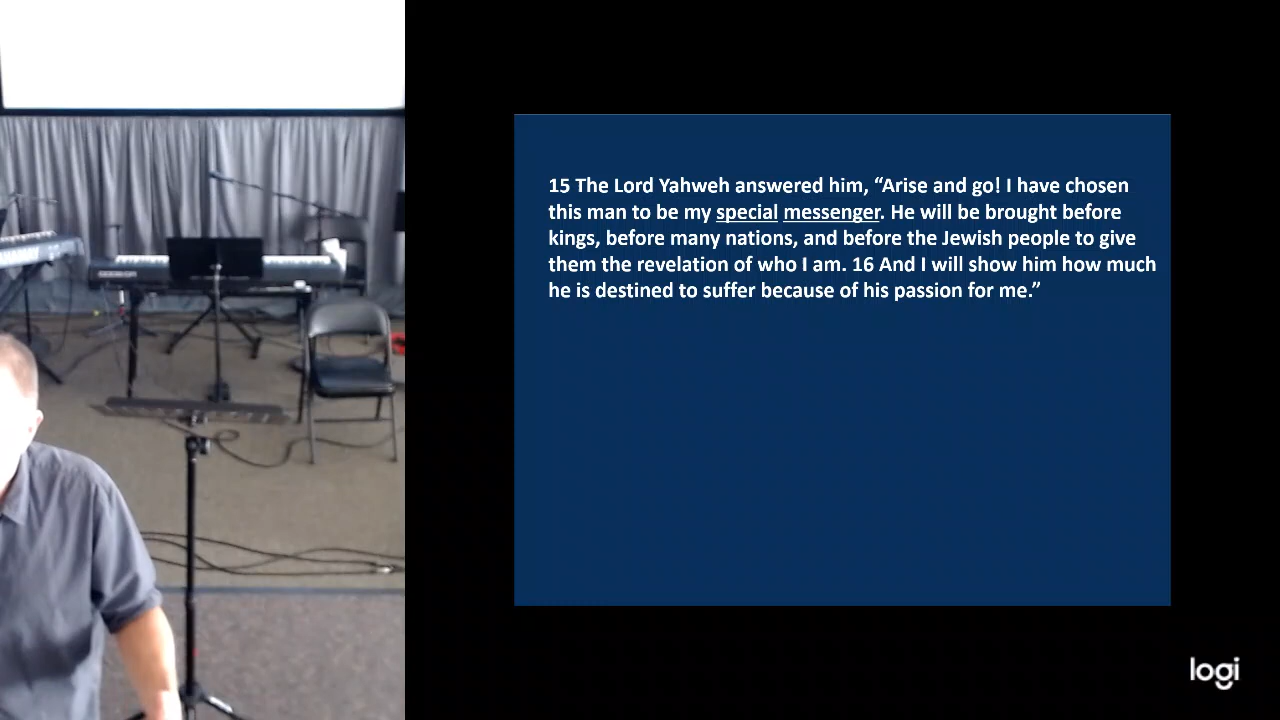 15 The Lord Yahweh answered him, “Arise and go! I have chosen
this man to be my special messenger. He will be brought before
kings, before many nations, and before the Jewish people to give
them the revelation of who I am. 16 And I will show him how much
he is destined to suffer because of his passion for me.”
logi